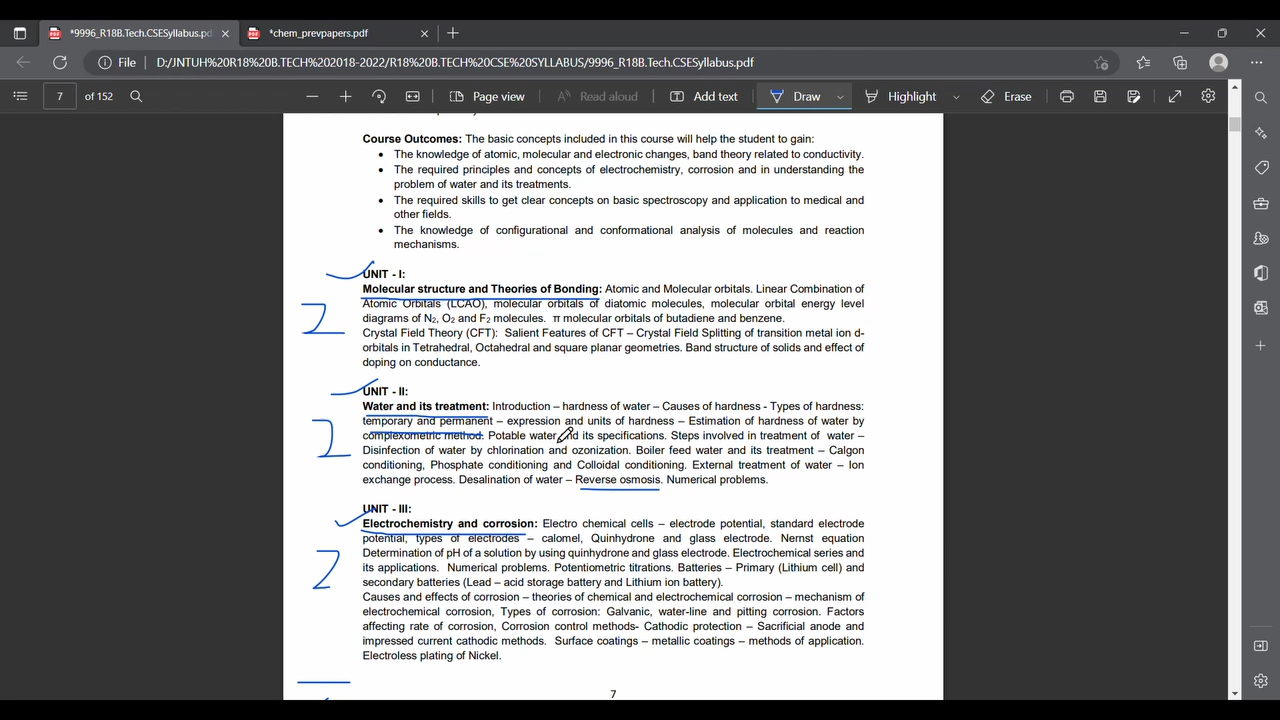 *9996_R18B.Tech.CSESyllabus.pd
*chem_prevpapers.pdf
File
D:/JNTUH%20R18%20B.TECH%202018-2022/R18%20B.TECH%20CSE%20SYLLABUS/9996_R18B.Tech.CSESyllabus.pdf
7 of 152
Page view
Read aloud
Add text
Draw
Highlight
Erase
Course Outcomes: The basic concepts included in this course will help the student to gain:
• The knowledge of atomic, molecular and electronic changes, band theory related to conductivity.
• The required principles and concepts of electrochemistry, corrosion and in understanding the
problem of water and its treatments.
• The required skills to get clear concepts on basic spectroscopy and application to medical and
other fields.
• The knowledge of configurational and conformational analysis of molecules and reaction
mechanisms.
UNIT - I:
Molecular structure and Theories of Bonding: Atomic and Molecular orbitals. Linear Combination of
Atomic Orbitals (LCAO), molecular orbitals of diatomic molecules, molecular orbital energy level
diagrams of N2, O2 and F2 molecules. π molecular orbitals of butadiene and benzene.
Crystal Field Theory (CFT): Salient Features of CFT – Crystal Field Splitting of transition metal ion d-
orbitals in Tetrahedral, Octahedral and square planar geometries. Band structure of solids and effect of
doping on conductance.
UNIT - II:
Water and its treatment: Introduction – hardness of water – Causes of hardness - Types of hardness:
temporary and permanent – expression and units of hardness – Estimation of hardness of water by
complexometric method. Potable water and its specifications. Steps involved in treatment of water –
Disinfection of water by chlorination and ozonization. Boiler feed water and its treatment – Calgon
conditioning, Phosphate conditioning and Colloidal conditioning. External treatment of water – Ion
exchange process. Desalination of water – Reverse osmosis. Numerical problems.
UNIT - III:
Electrochemistry and corrosion: Electro chemical cells – electrode potential, standard electrode
potential, types of electrodes – calomel, Quinhydrone and glass electrode. Nernst equation
Determination of pH of a solution by using quinhydrone and glass electrode. Electrochemical series and
its applications. Numerical problems. Potentiometric titrations. Batteries – Primary (Lithium cell) and
secondary batteries (Lead – acid storage battery and Lithium ion battery).
Causes and effects of corrosion – theories of chemical and electrochemical corrosion – mechanism of
electrochemical corrosion, Types of corrosion: Galvanic, water-line and pitting corrosion. Factors
affecting rate of corrosion, Corrosion control methods- Cathodic protection – Sacrificial anode and
impressed current cathodic methods. Surface coatings – metallic coatings – methods of application.
Electroless plating of Nickel.
7